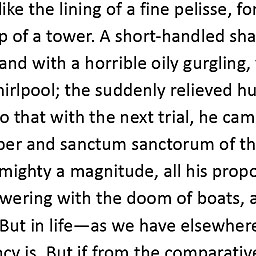 like the lining of a fine pelisse, for
p of a tower. A short-handled sha
and with a horrible oily gurgling,
hirlpool; the suddenly relieved hu
o that with the next trial, he cam
ber and sanctum sanctorum of th
mighty a magnitude, all his propo
wering with the doom of boats, a
But in life—as we have elsewhere
ncy is. But if from the comparative